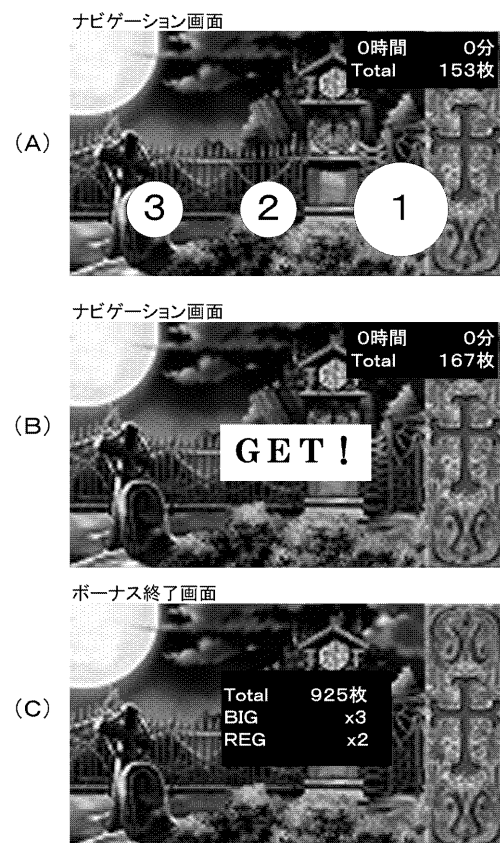 ナビゲーション画面
(A)
0時間 0分
Total 153枚
3 2 1
ナビゲーション画面
(B)
0時間 0分
Total 167枚
GET!
ボーナス終了画面
(C)
Total 925枚
BIG x3
REG x2